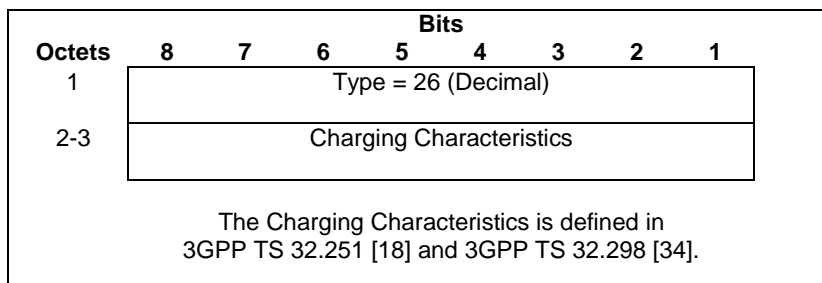 Bits
Octets 8 7 6 5 4 3 2 1
1 Type = 26 (Decimal)
2-3 Charging Characteristics
The Charging Characteristics is defined in
3GPP TS 32.251 [18] and 3GPP TS 32.298 [34].